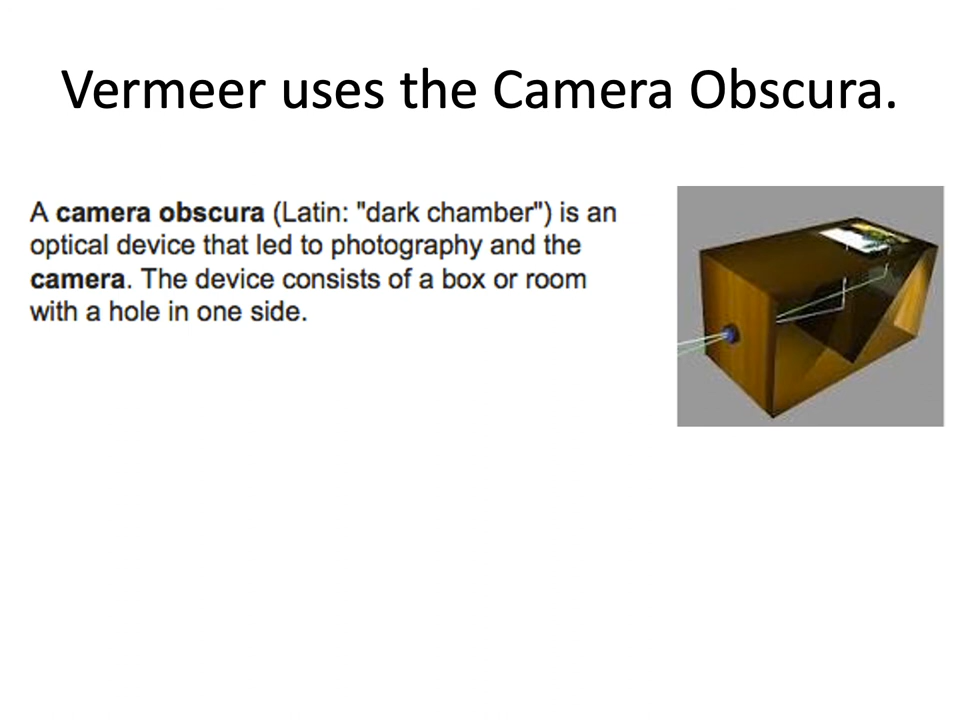 Vermeer uses the Camera Obscura.
A camera obscura (Latin: "dark chamber") is an
optical device that led to photography and the
camera. The device consists of a box or room
with a hole in one side.